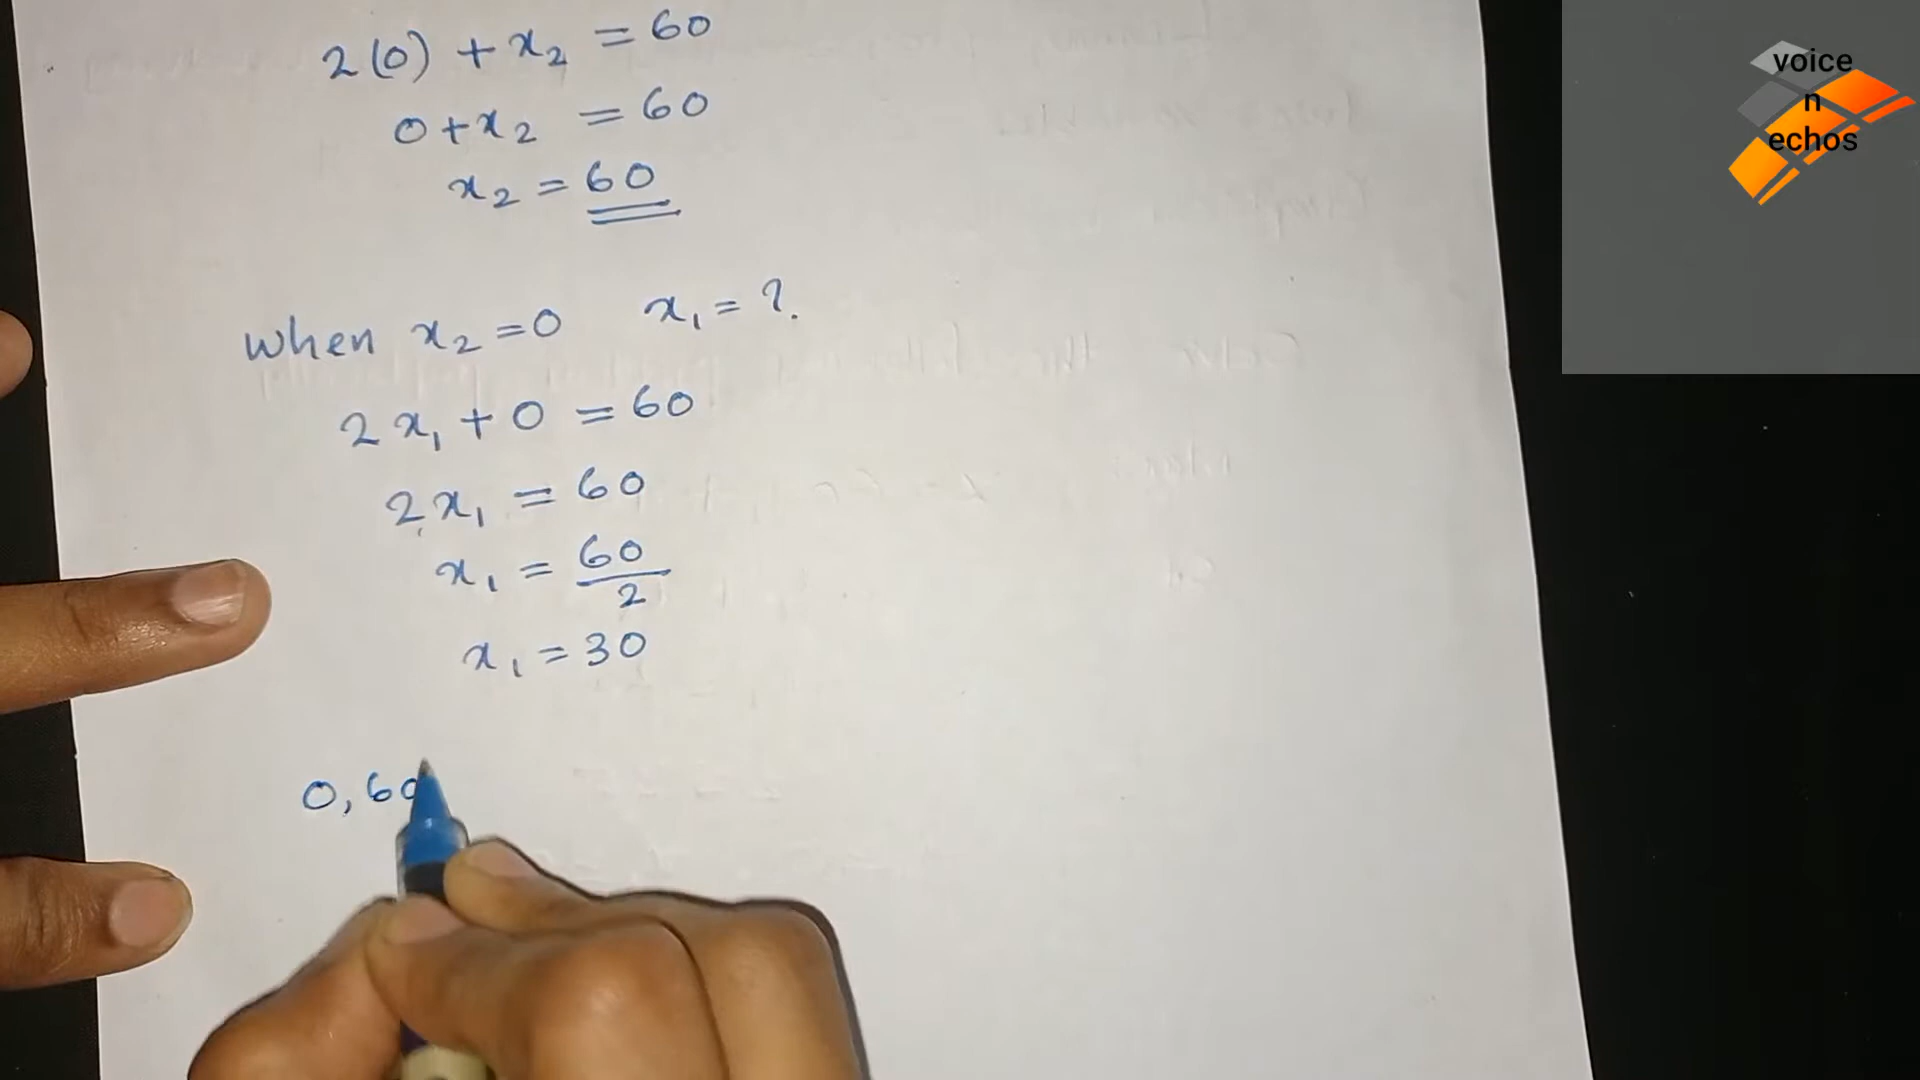 2(0) + x₂ = 60
0 + x₂ = 60
x₂ = 60
When x₂ = 0 x₁ = ?.
2x₁ + 0 = 60
2x₁ = 60
x₁ = 60/2
x₁ = 30
0, 60
voice
n
echos